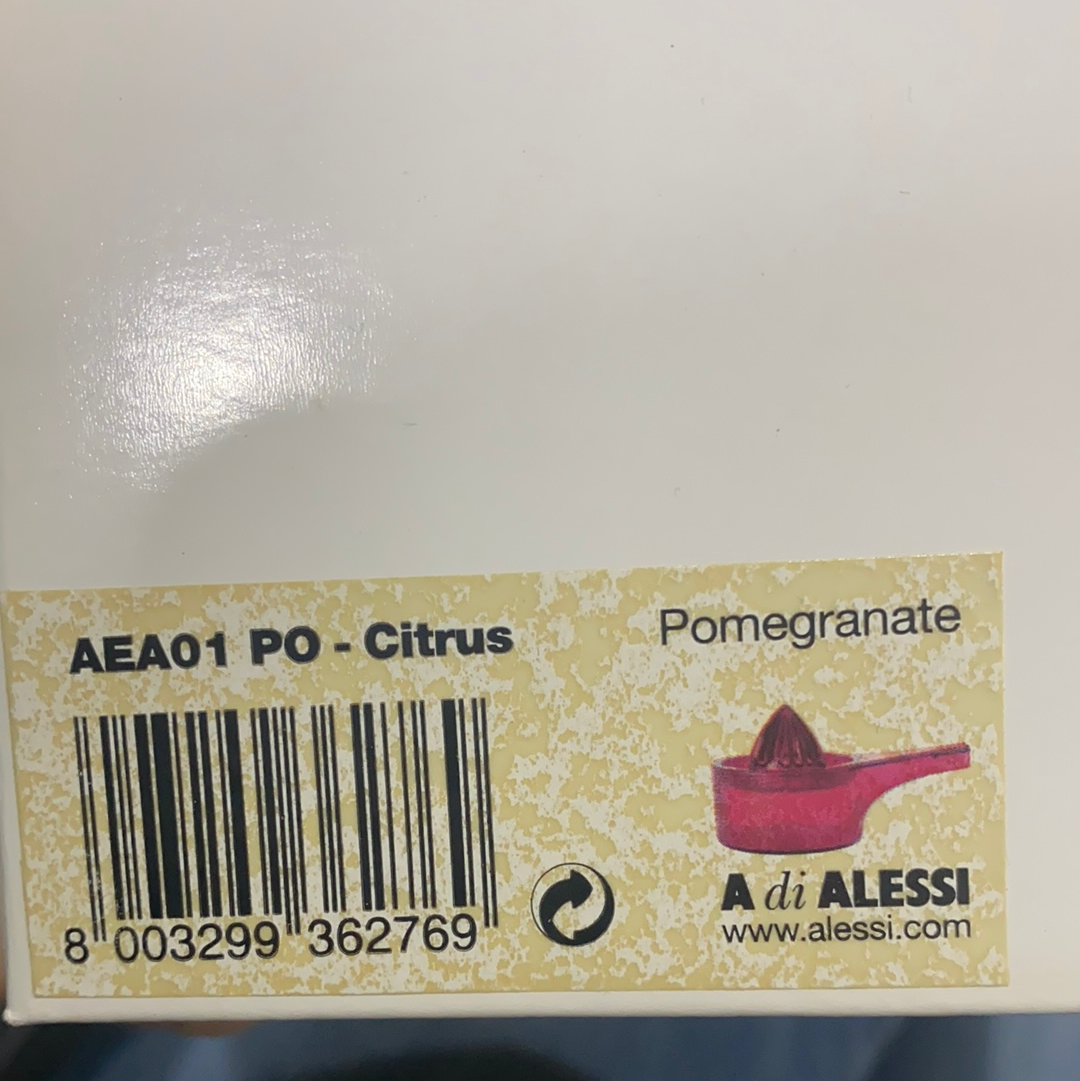 AEA01 PO - Citrus
Pomegranate
8 003299 362769
A di ALESSI
www.alessi.com